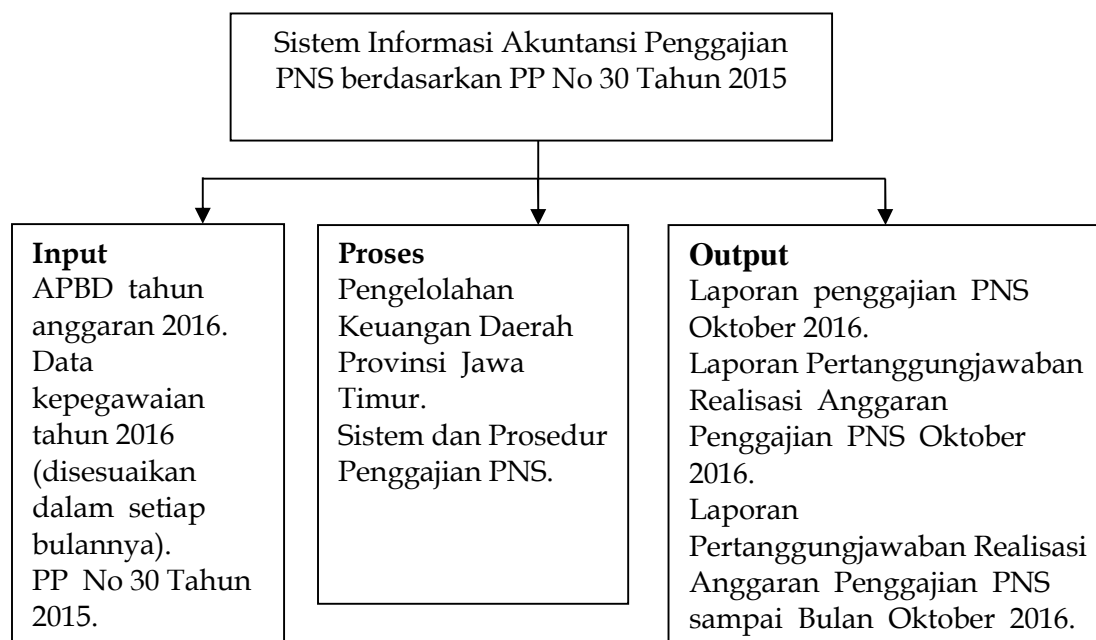 Sistem Informasi Akuntansi Penggajian
PNS berdasarkan PP No 30 Tahun 2015
Input
APBD tahun
anggaran 2016.
Data
kepegawaian
tahun 2016
(disesuaikan
dalam setiap
bulannya).
PP No 30 Tahun
2015.
Proses
Pengelolahan
Keuangan Daerah
Provinsi Jawa
Timur.
Sistem dan Prosedur
Penggajian PNS.
Output
Laporan penggajian PNS
Oktober 2016.
Laporan Pertanggungjawaban
Realisasi Anggaran
Penggajian PNS Oktober
2016.
Laporan
Pertanggungjawaban Realisasi
Anggaran Penggajian PNS
sampai Bulan Oktober 2016.